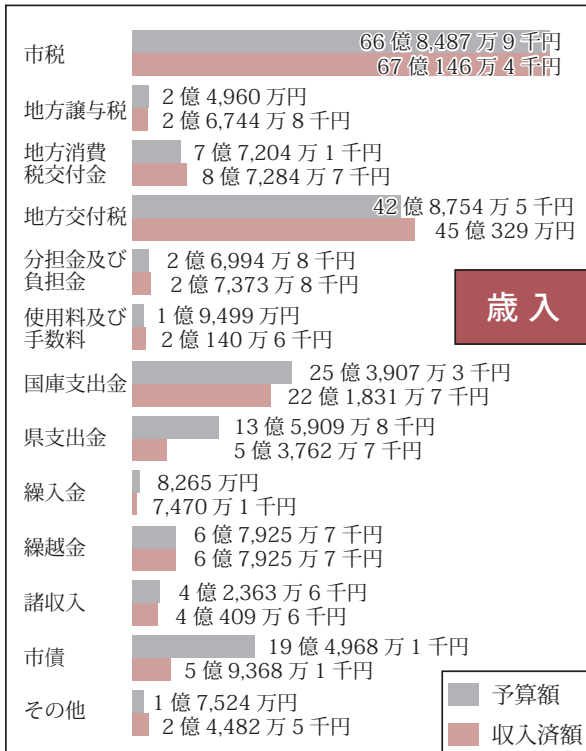 市税
66 億 8,487 万 9 千円
67 億 146 万 4 千円
地方譲与税
2 億 4,960 万円
2 億 6,744 万 8 千円
地方消費
税交付金
7 億 7,204 万 1 千円
8 億 7,284 万 7 千円
地方交付税
42 億 8,754 万 5 千円
45 億 329 万円
分担金及び
負担金
2 億 6,994 万 8 千円
2 億 7,373 万 8 千円
使用料及び
手数料
1 億 9,499 万円
2 億 140 万 6 千円
歳入
国庫支出金
25 億 3,907 万 3 千円
22 億 1,831 万 7 千円
県支出金
13 億 5,909 万 8 千円
5 億 3,762 万 7 千円
繰入金
8,265 万円
7,470 万 1 千円
繰越金
6 億 7,925 万 7 千円
6 億 7,925 万 7 千円
諸収入
4 億 2,363 万 6 千円
4 億 409 万 6 千円
市債
19 億 4,968 万 1 千円
5 億 9,368 万 1 千円
その他
1 億 7,524 万円
2 億 4,482 万 5 千円
予算額
収入済額